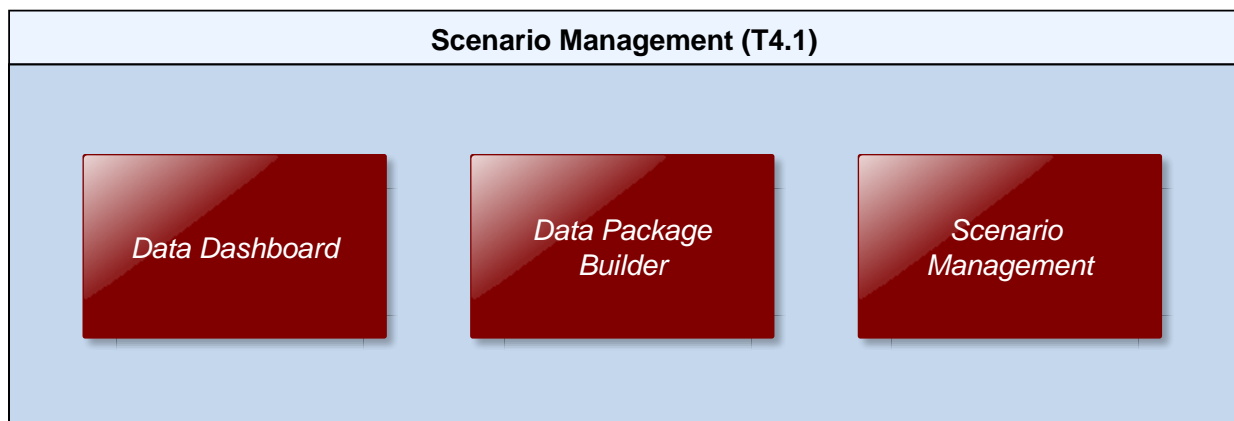 Scenario Management (T4.1)
Data Dashboard
Data Package
Builder
Scenario
Management